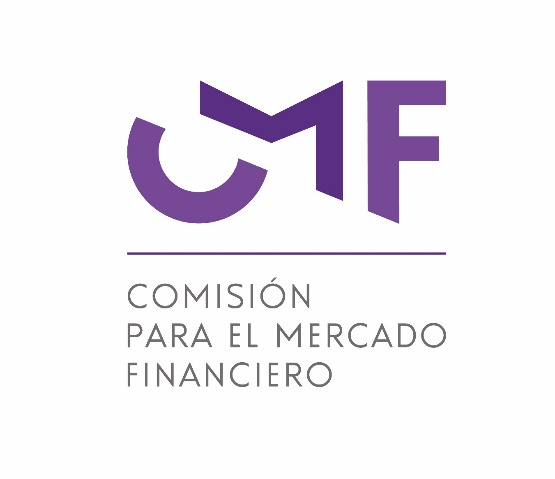 CMF
COMISIÓN
PARA EL MERCADO
FINANCIERO